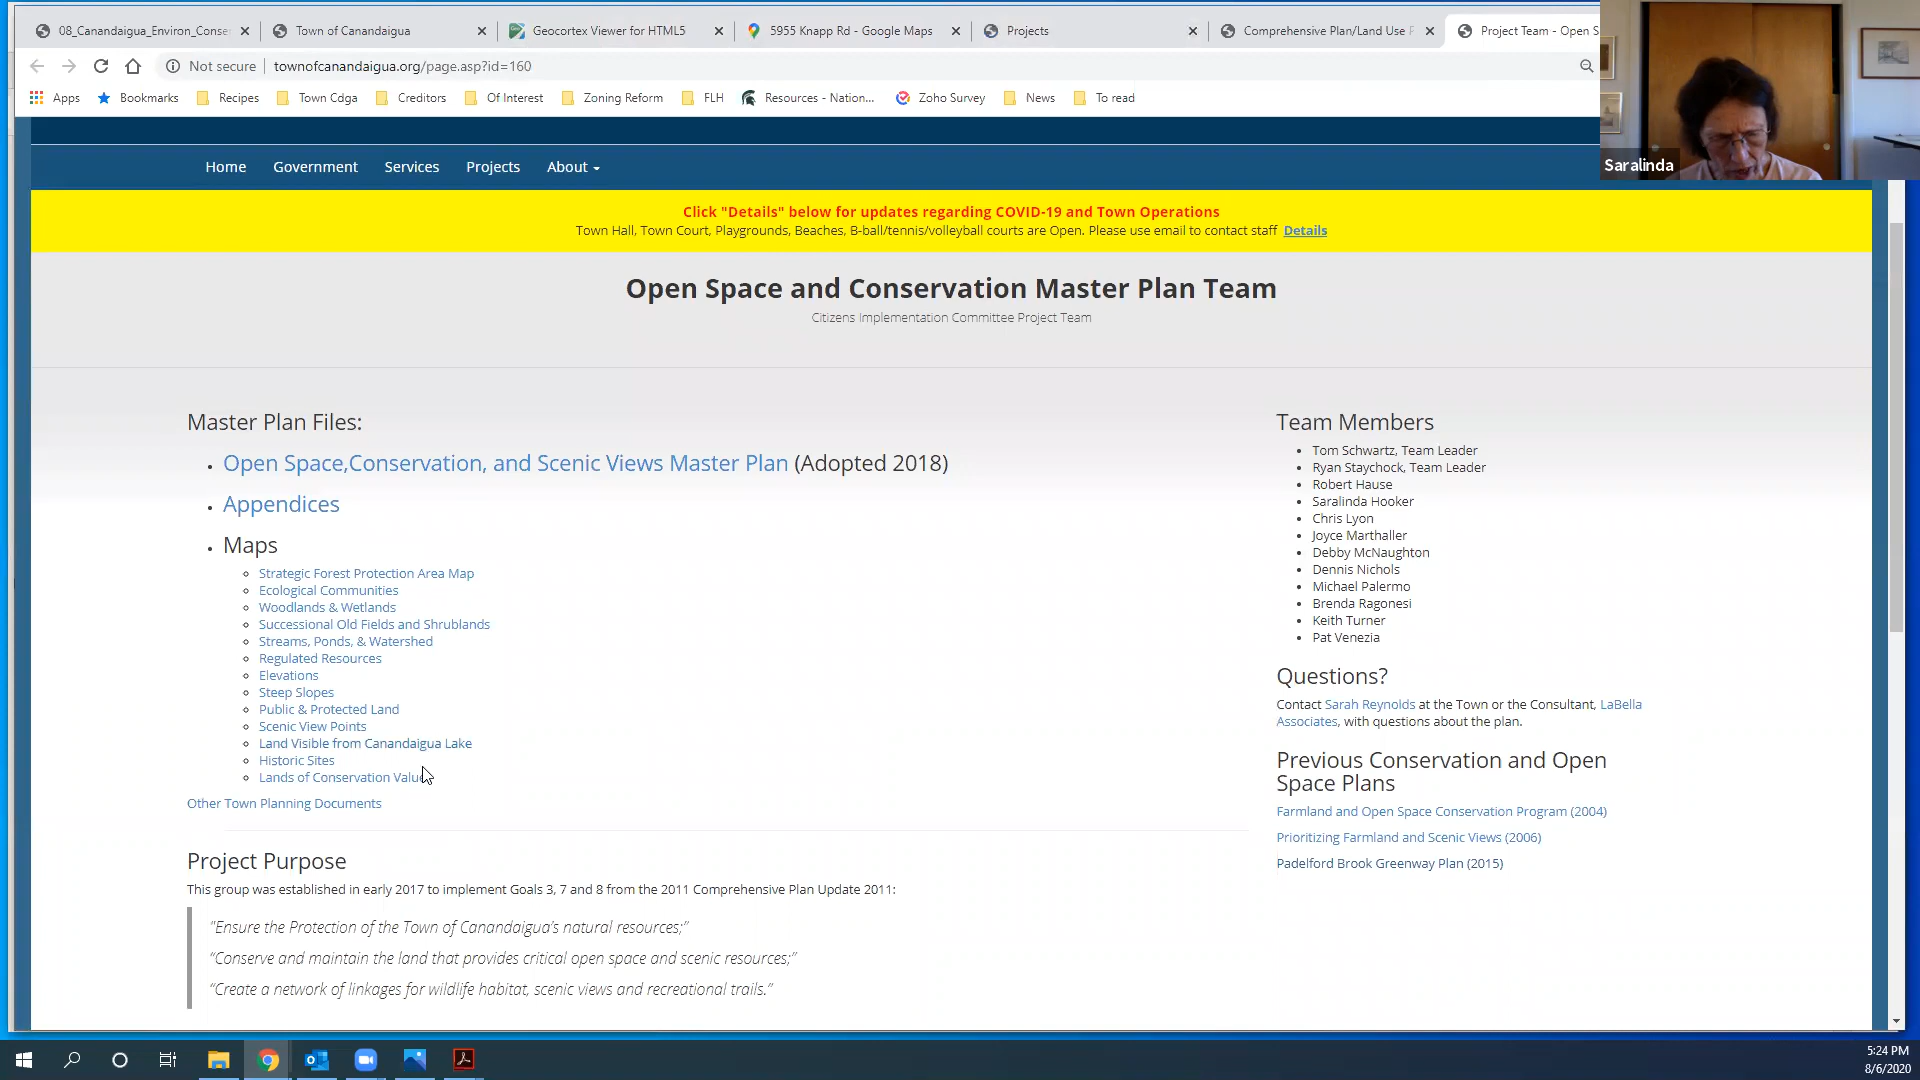 08_Canandaigua_Environ_Conse
Town of Canandaigua
Geocortex Viewer for HTML5
5955 Knapp Rd - Google Maps
Projects
Comprehensive Plan/Land Use P
Project Team - Open S
Not secure
townofcanandaigua.org/page.asp?id=160
Apps
Bookmarks
Recipes
Town Cdga
Creditors
Of Interest
Zoning Reform
FLH
Resources - Nation...
Zoho Survey
News
To read
Saralinda
Home
Government
Services
Projects
About
Click "Details" below for updates regarding COVID-19 and Town Operations
Town Hall, Town Court, Playgrounds, Beaches, B-ball/tennis/volleyball courts are Open. Please use email to contact staff Details
Open Space and Conservation Master Plan Team
Citizens Implementation Committee Project Team
Master Plan Files:
Open Space,Conservation, and Scenic Views Master Plan (Adopted 2018)
Appendices
Maps
Strategic Forest Protection Area Map
Ecological Communities
Woodlands & Wetlands
Successional Old Fields and Shrublands
Streams, Ponds, & Watershed
Regulated Resources
Elevations
Steep Slopes
Public & Protected Land
Scenic View Points
Land Visible from Canandaigua Lake
Historic Sites
Lands of Conservation Value
Other Town Planning Documents
Project Purpose
This group was established in early 2017 to implement Goals 3, 7 and 8 from the 2011 Comprehensive Plan Update 2011:
"Ensure the Protection of the Town of Canandaigua's natural resources;"
"Conserve and maintain the land that provides critical open space and scenic resources;"
"Create a network of linkages for wildlife habitat, scenic views and recreational trails."
Team Members
Tom Schwartz, Team Leader
Ryan Staychock, Team Leader
Robert Hause
Saralinda Hooker
Chris Lyon
Joyce Marthaller
Debby McNaughton
Dennis Nichols
Michael Palermo
Brenda Ragonesi
Keith Turner
Pat Venezia
Questions?
Contact Sarah Reynolds at the Town or the Consultant, LaBella
Associates, with questions about the plan.
Previous Conservation and Open
Space Plans
Farmland and Open Space Conservation Program (2004)
Prioritizing Farmland and Scenic Views (2006)
Padelford Brook Greenway Plan (2015)
5:24 PM
8/6/2020